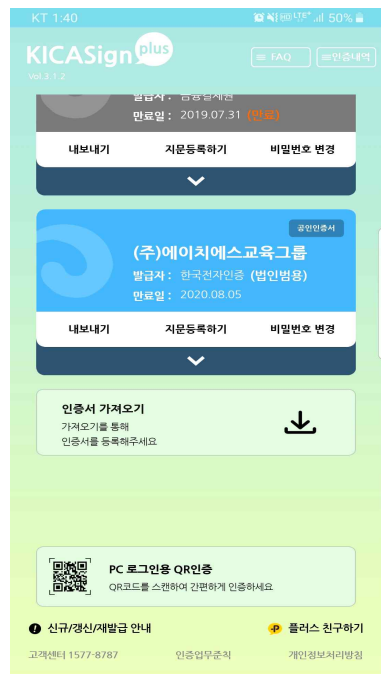 KT 1:40 LTE+ 50%
KICASign plus
Vol.3.1.2
FAQ
인증내역
발급자 : 금융결제원
만료일 : 2019.07.31 (만료)
내보내기 지문등록하기 비밀번호 변경
공인인증서
(주)에이치에스교육그룹
발급자 : 한국전자인증 (법인범용)
만료일 : 2020.08.05
내보내기 지문등록하기 비밀번호 변경
인증서 가져오기
가져오기를 통해
인증서를 등록해주세요
PC 로그인용 QR인증
QR코드를 스캔하여 간편하게 인증하세요
신규/갱신/재발급 안내
플러스 친구하기
고객센터 1577-8787 인증업무준칙 개인정보처리방침